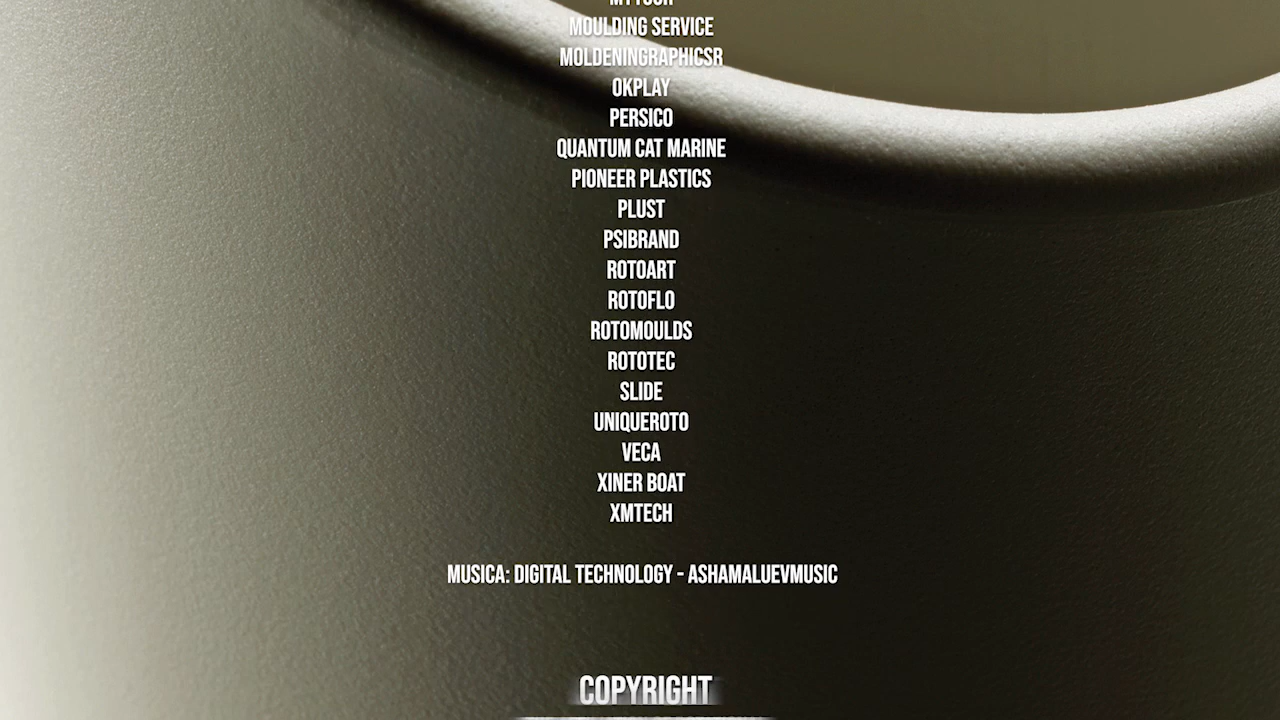 MOULDING SERVICE
MOLDENINGRAPHICSR
OKPLAY
PERSICO
QUANTUM CAT MARINE
PIONEER PLASTICS
PLUST
PSIBRAND
ROTOART
ROTOFLO
ROTOMOULDS
ROTOTEC
SLIDE
UNIQUEROTO
VECA
XINER BOAT
XMTECH
MUSICA: DIGITAL TECHNOLOGY - ASHAMALUEVMUSIC
COPYRIGHT